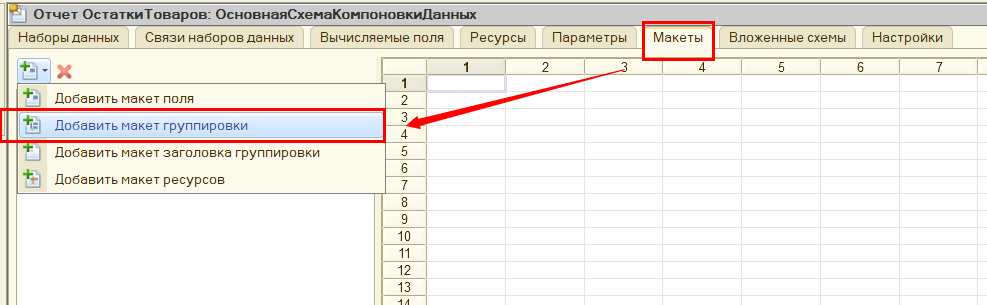 Отчет ОстаткиТоваров: ОсновнаяСхемаКомпоновкиДанных
Наборы данных Связи наборов данных Вычисляемые поля Ресурсы Параметры Макеты Вложенные схемы Настройки
1 2 3 4 5 6 7
Добавить макет поля
Добавить макет группировки
Добавить макет заголовка группировки
Добавить макет ресурсов
1
2
3
4
5
6
7
8
9
10
11
12
13
14